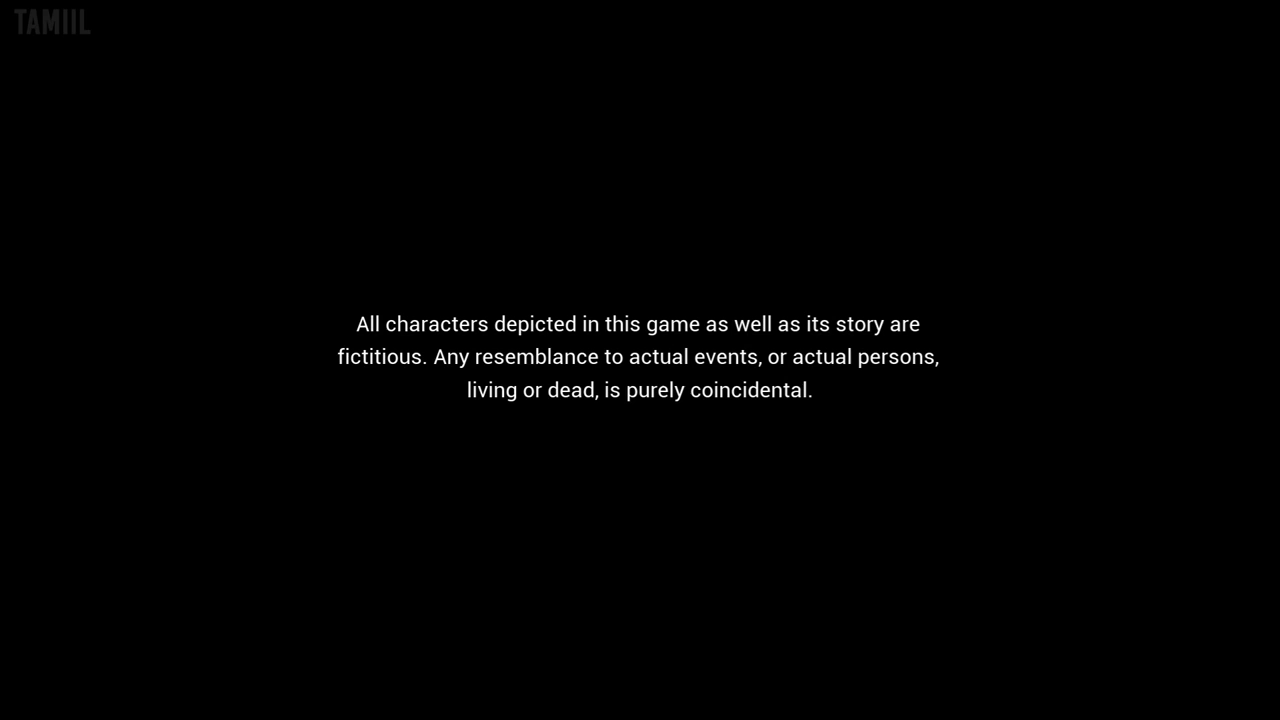 TAMIIL
All characters depicted in this game as well as its story are
fictitious. Any resemblance to actual events, or actual persons,
living or dead, is purely coincidental.